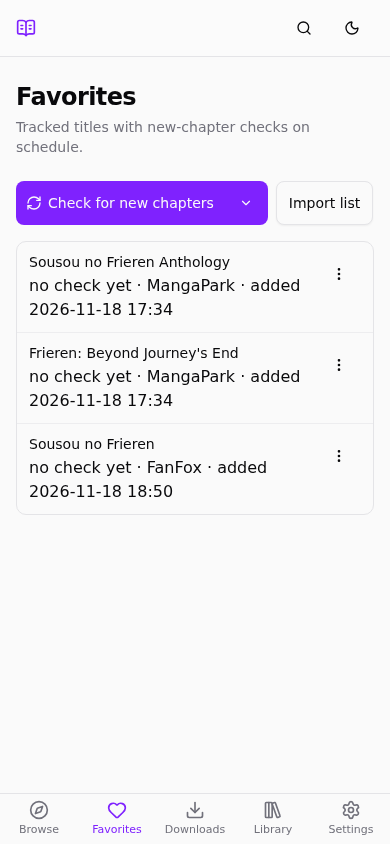 Favorites
Tracked titles with new-chapter checks on
schedule.
Check for new chapters
Import list
Sousou no Frieren Anthology
no check yet · MangaPark · added
2026-11-18 17:34
Frieren: Beyond Journey's End
no check yet · MangaPark · added
2026-11-18 17:34
Sousou no Frieren
no check yet · FanFox · added
2026-11-18 18:50
Browse
Favorites
Downloads
Library
Settings